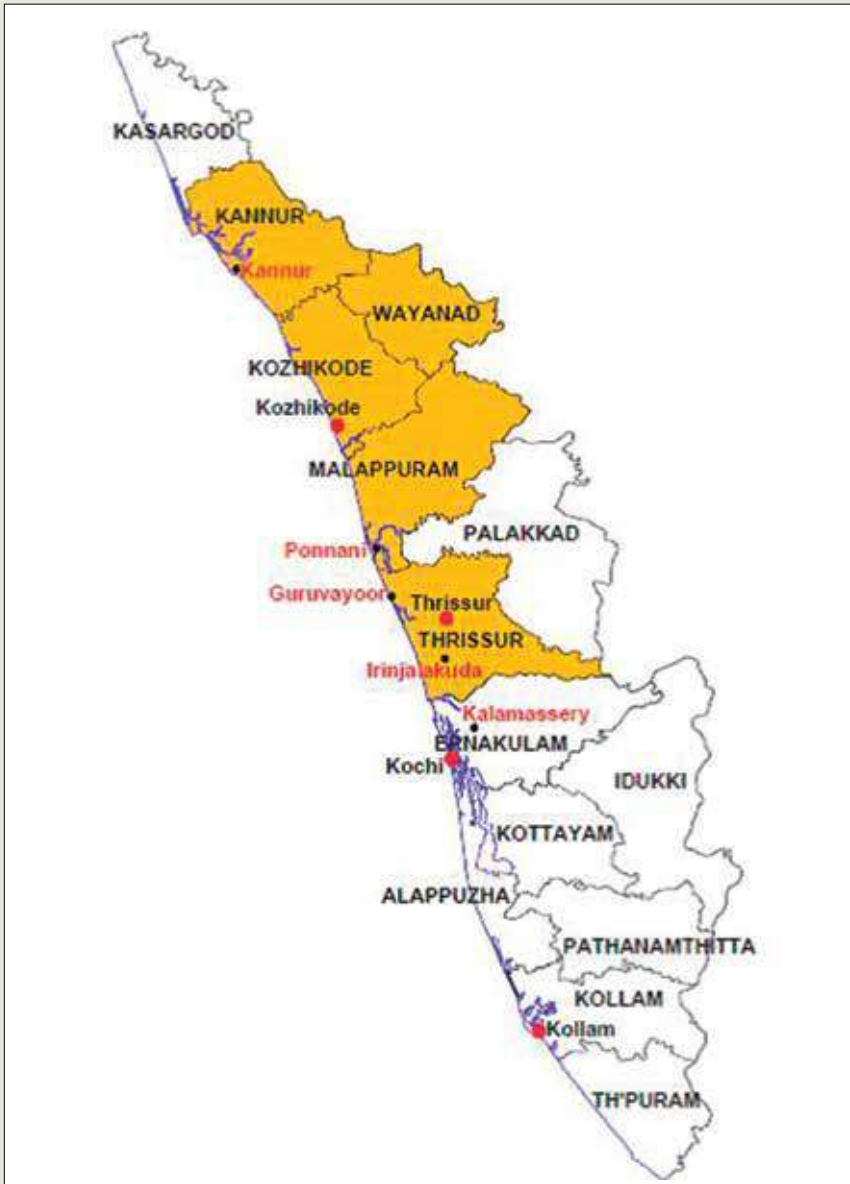 KASARGOD
KANNUR
Kannur
WAYANAD
KOZHIKODE
Kozhikode
MALAPPURAM
PALAKKAD
Ponnani
Guruvayoor
Thrissur
THRISSUR
Irinjalakuda
Kalamassery
ERNAKULAM
Kochi
IDUKKI
KOTTAYAM
ALAPPUZHA
PATHANAMTHITTA
KOLLAM
Kollam
TH'PURAM